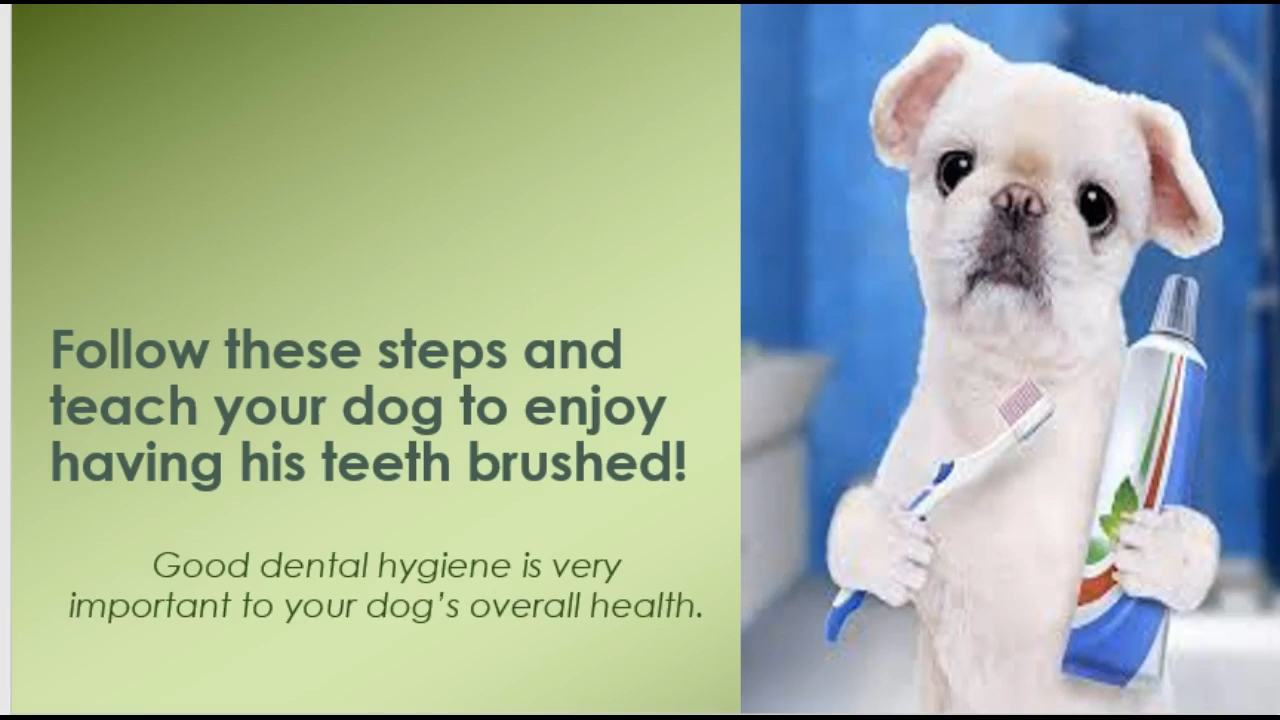 Follow these steps and
teach your dog to enjoy
having his teeth brushed!
Good dental hygiene is very
important to your dog's overall health.